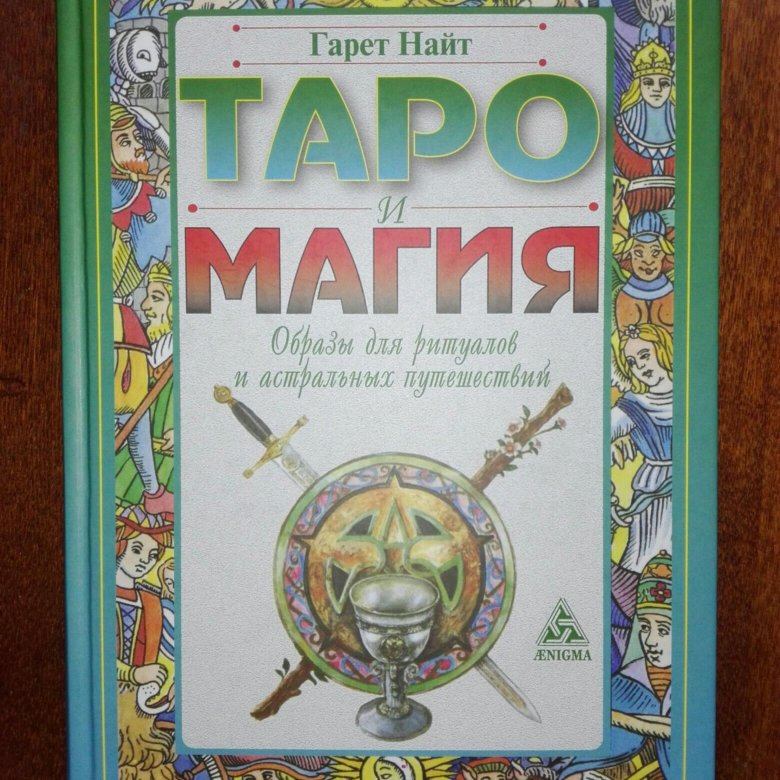 Гарет Найт
ТАРО
и
МАГИЯ
Образы для ритуалов
и астральных путешествий
ÆNIGMA